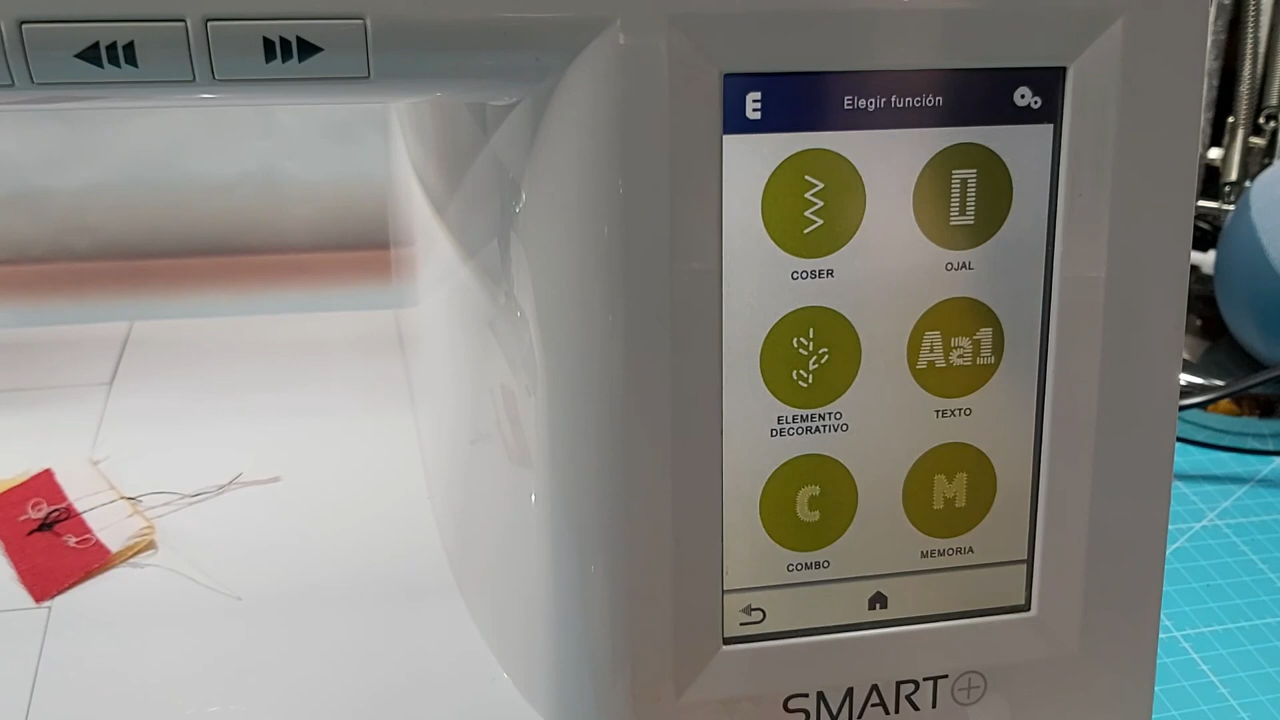 E
Elegir función
COSER
OJAL
Aa1
ELEMENTO
DECORATIVO
TEXTO
C
COMBO
M
MEMORIA
SMART+